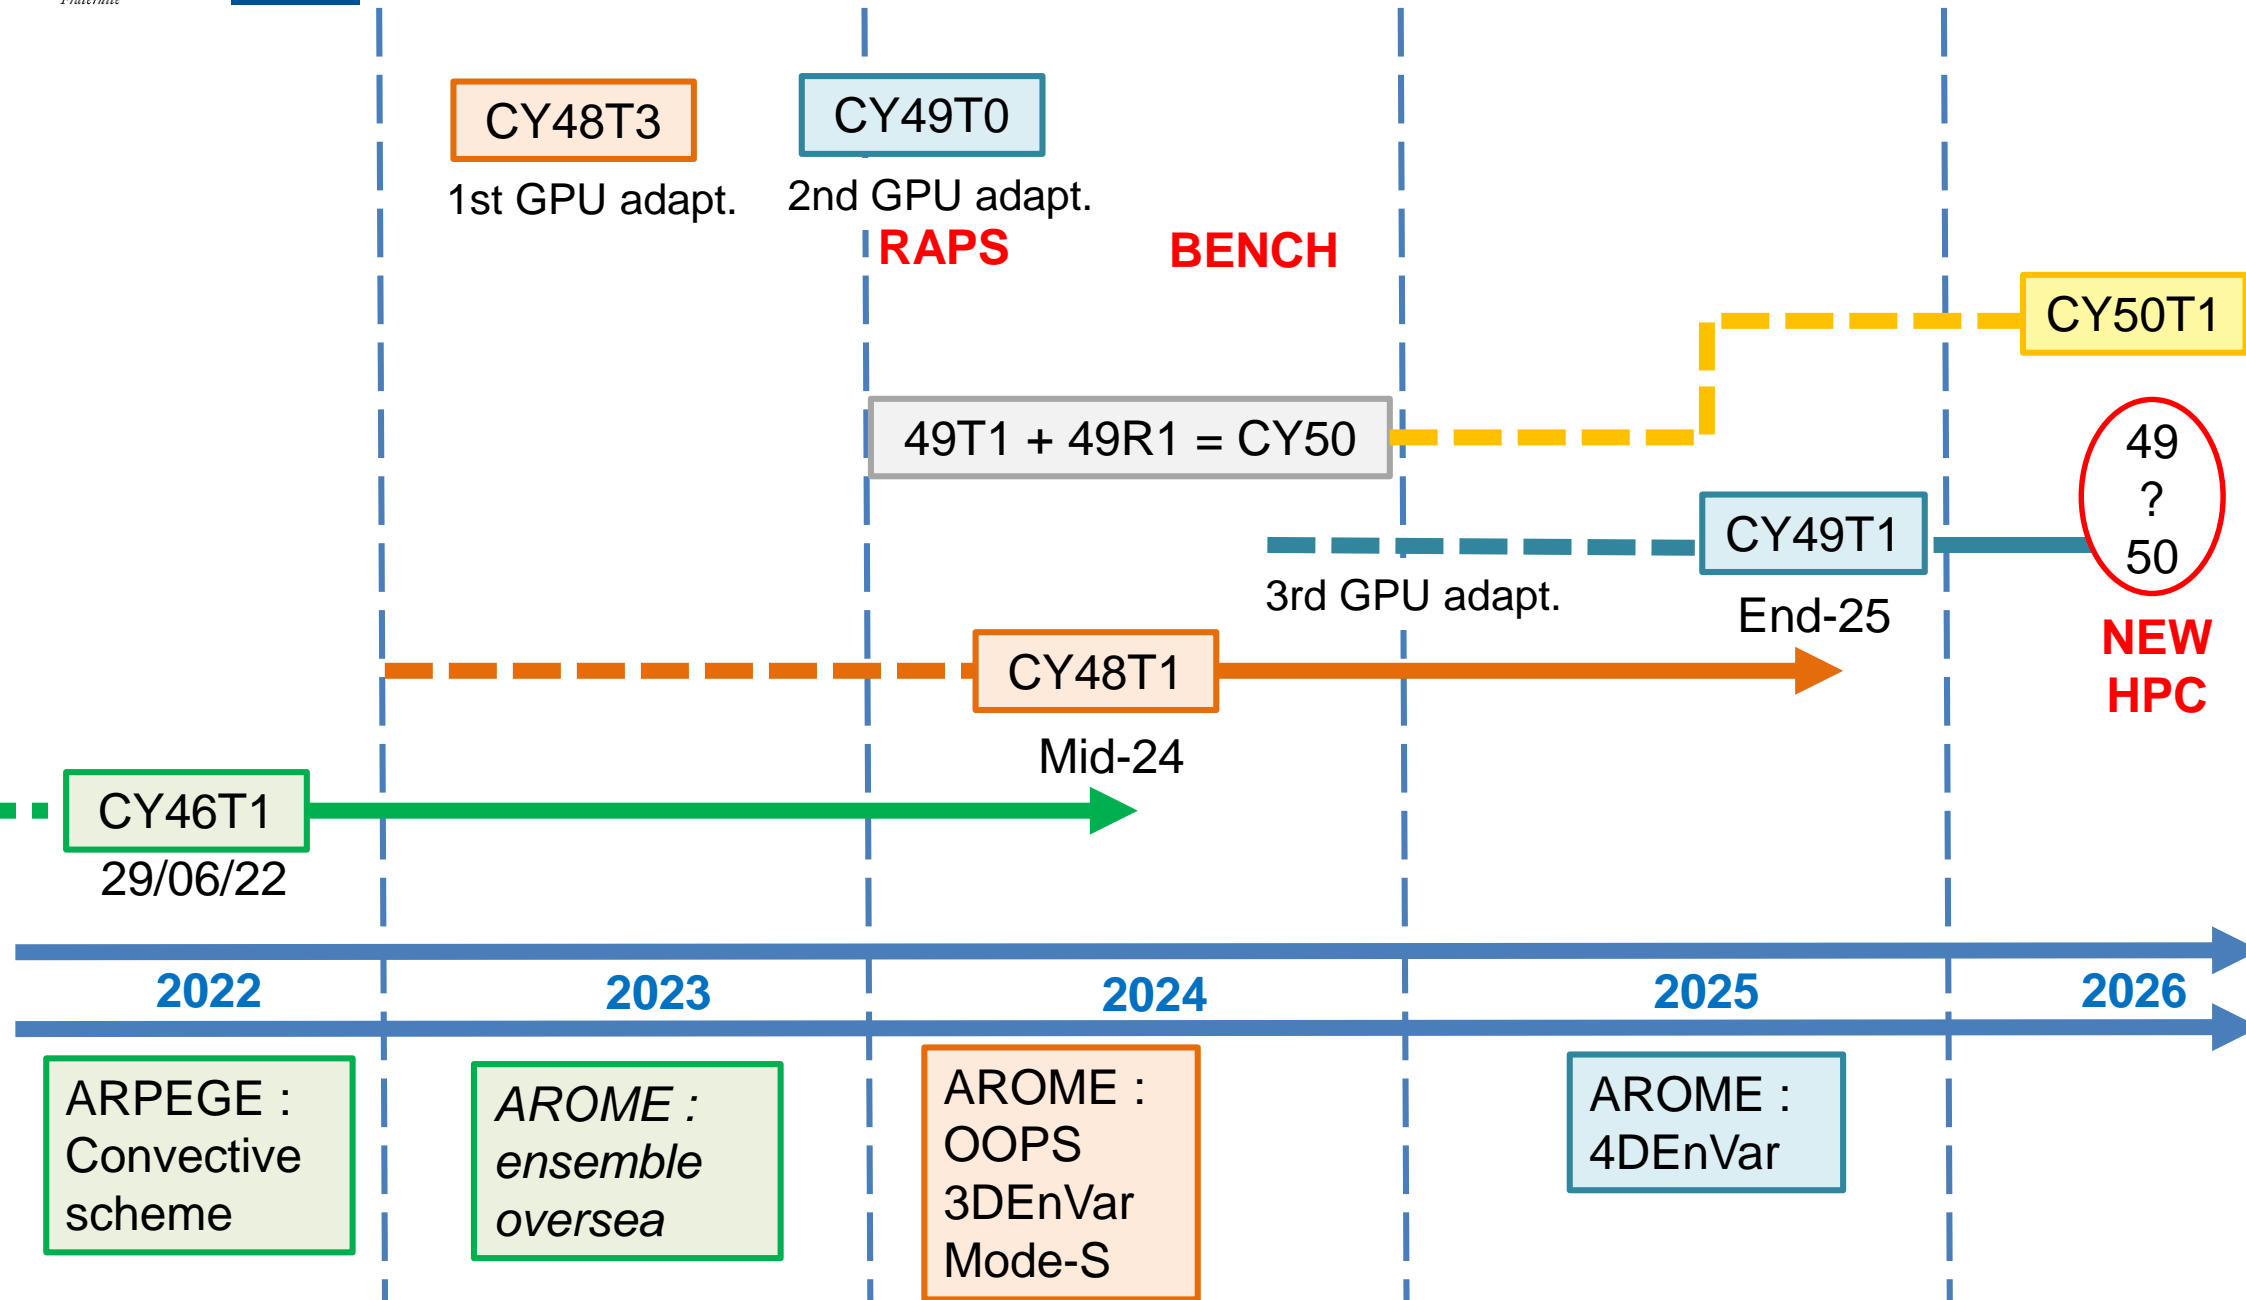 Fraternité
CY48T3
1st GPU adapt.
CY49T0
2nd GPU adapt.
RAPS
BENCH
CY50T1
49T1 + 49R1 = CY50
49
?
50
NEW
HPC
CY49T1
End-25
3rd GPU adapt.
CY48T1
Mid-24
CY46T1
29/06/22
2022
2023
2024
2025
2026
ARPEGE :
Convective
scheme
AROME :
ensemble
oversea
AROME :
OOPS
3DEnVar
Mode-S
AROME :
4DEnVar